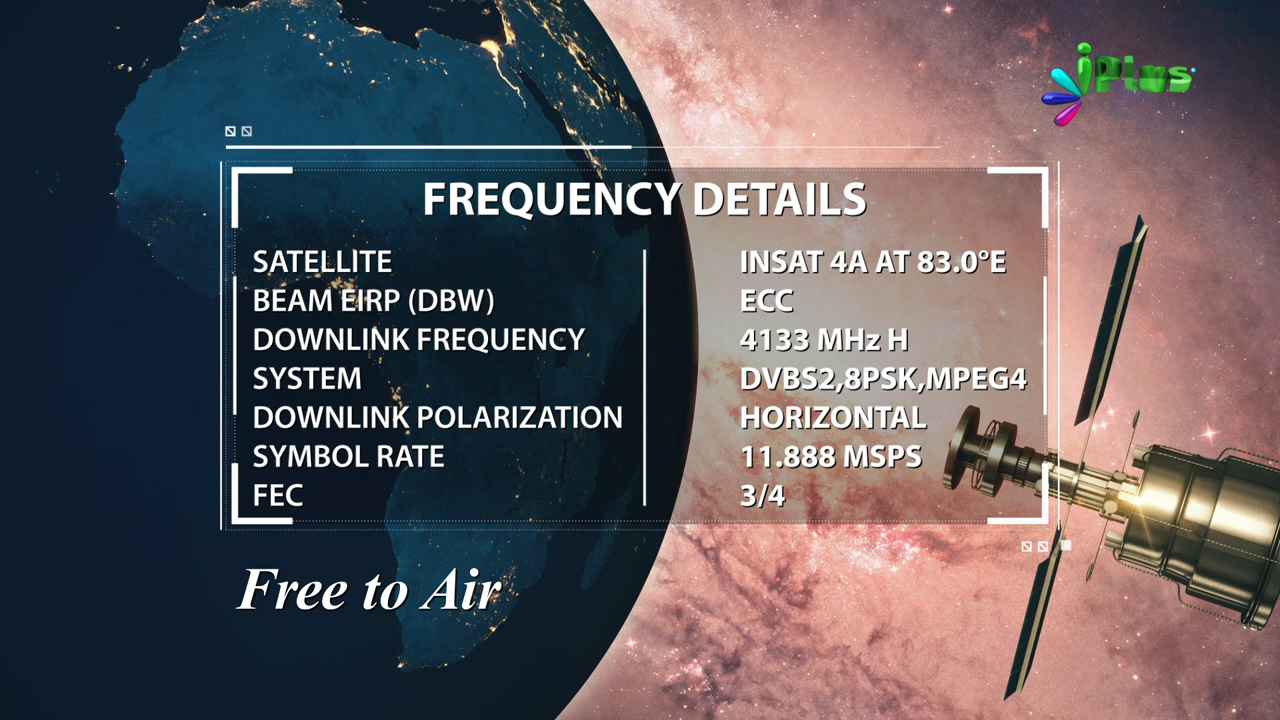 iPlus
FREQUENCY DETAILS
SATELLITE INSAT 4A AT 83.0°E
BEAM EIRP (DBW) ECC
DOWNLINK FREQUENCY 4133 MHz H
SYSTEM DVBS2,8PSK,MPEG4
DOWNLINK POLARIZATION HORIZONTAL
SYMBOL RATE 11.888 MSPS
FEC 3/4
Free to Air